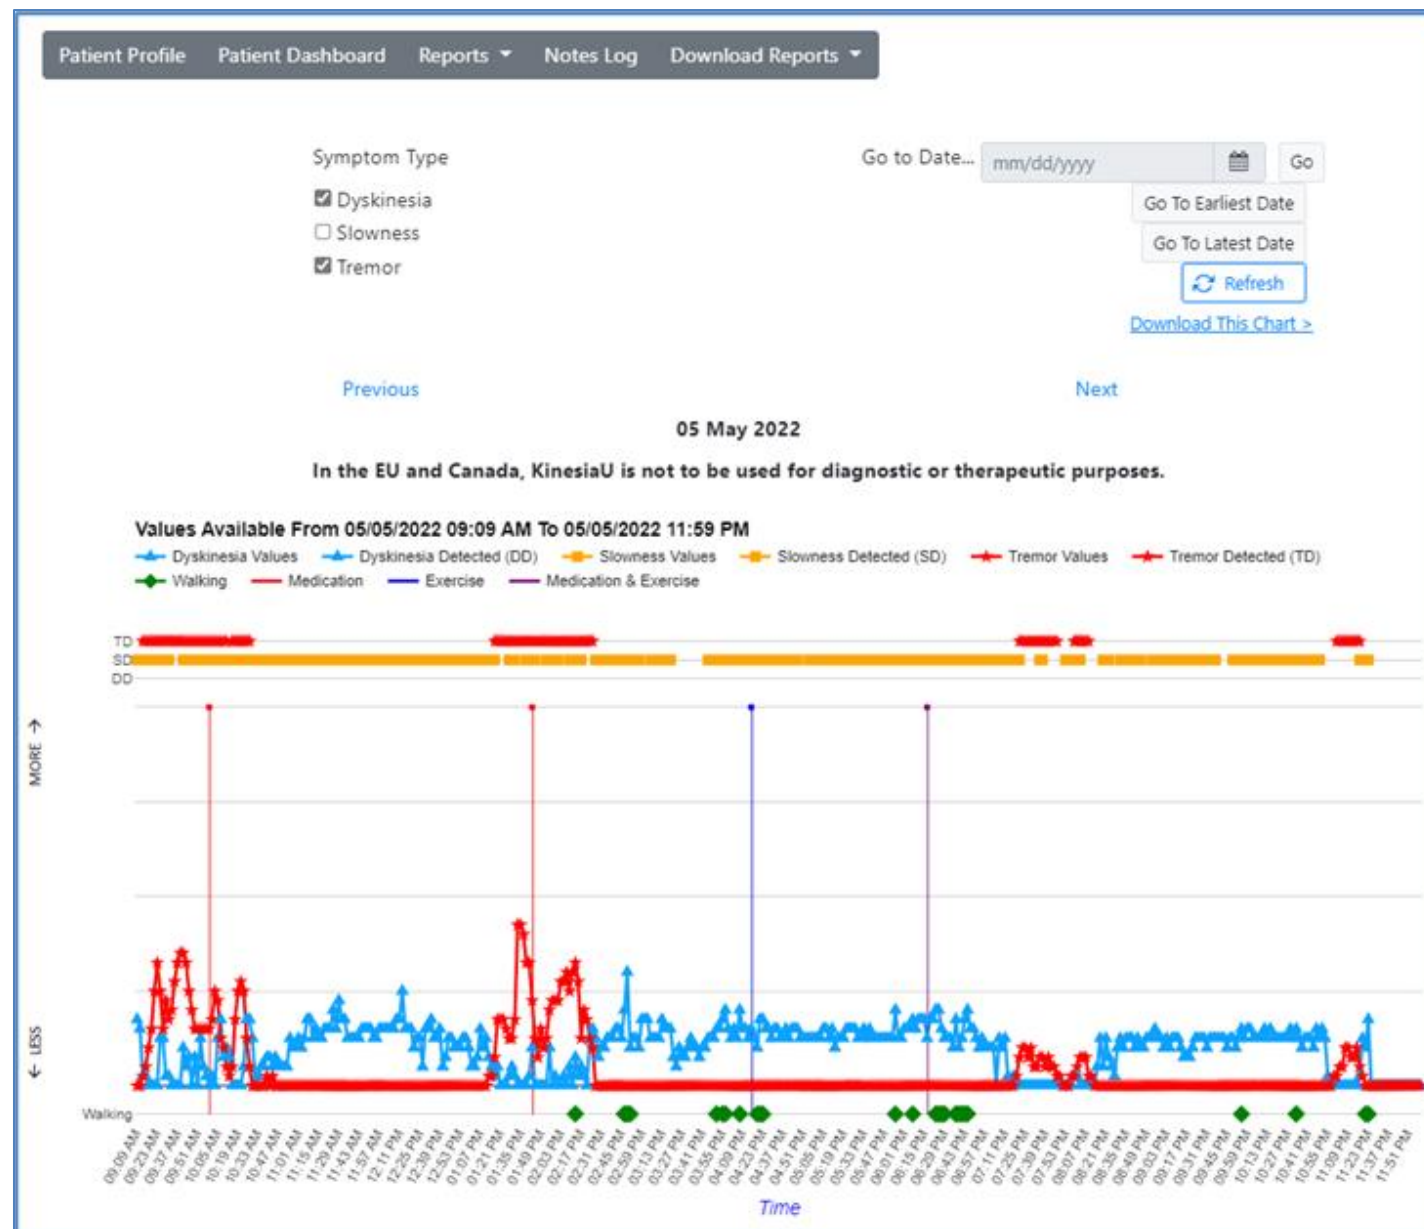 Patient Profile Patient Dashboard Reports Notes Log Download Reports
Symptom Type
Go to Date... mm/dd/yyyy Go
Dyskinesia
Go To Earliest Date
Slowness
Go To Latest Date
Tremor
Refresh
Download This Chart >
Previous Next
05 May 2022
In the EU and Canada, KinesiaU is not to be used for diagnostic or therapeutic purposes.
Values Available From 05/05/2022 09:09 AM To 05/05/2022 11:59 PM
Dyskinesia Values Dyskinesia Detected (DD) Slowness Values Slowness Detected (SD) Tremor Values Tremor Detected (TD)
Walking Medication Exercise Medication & Exercise
TD
SD
DD
MORE →
← LESS
Walking
09:09 AM 09:23 AM 09:37 AM 09:51 AM 10:05 AM 10:19 AM 10:33 AM 10:47 AM 11:01 AM 11:15 AM 11:29 AM 11:43 AM 11:57 AM 12:11 PM 12:25 PM 12:39 PM 12:53 PM 01:07 PM 01:21 PM 01:35 PM 01:49 PM 02:03 PM 02:17 PM 02:31 PM 02:45 PM 02:59 PM 03:13 PM 03:27 PM 03:41 PM 03:55 PM 04:09 PM 04:23 PM 04:37 PM 04:51 PM 05:05 PM 05:19 PM 05:33 PM 05:47 PM 06:01 PM 06:15 PM 06:29 PM 06:43 PM 06:57 PM 07:11 PM 07:25 PM 07:39 PM 07:53 PM 08:07 PM 08:21 PM 08:35 PM 08:49 PM 09:03 PM 09:17 PM 09:31 PM 09:45 PM 09:59 PM 10:13 PM 10:27 PM 10:41 PM 10:55 PM 11:09 PM 11:23 PM 11:37 PM 11:51 PM
Time